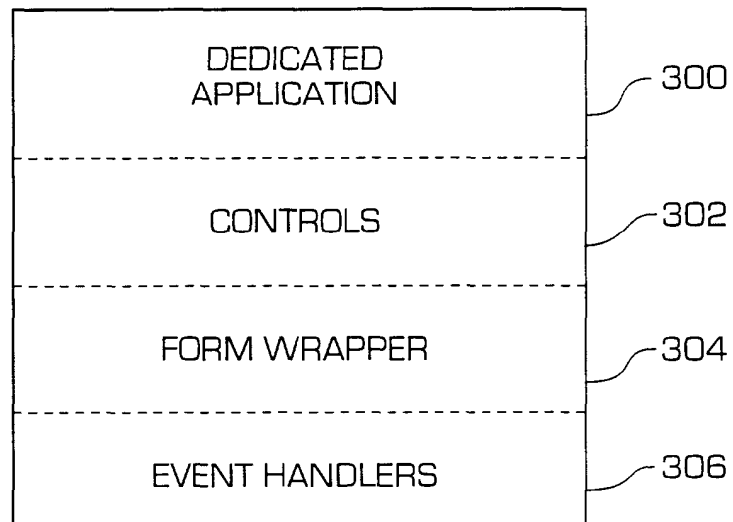 DEDICATED
APPLICATION
300
CONTROLS
302
FORM WRAPPER
304
EVENT HANDLERS
306